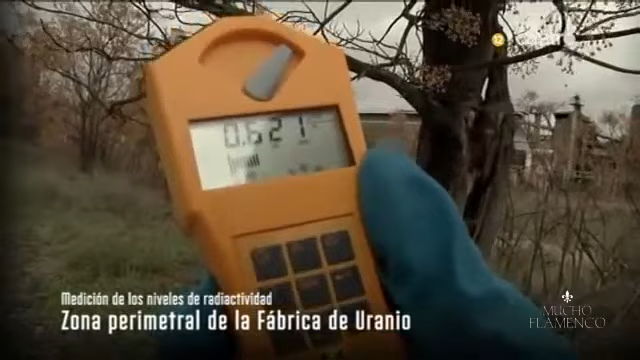 0.621
Medición de los niveles de radiactividad
Zona perimetral de la Fábrica de Uranio
MUCHO
FLAMENCO